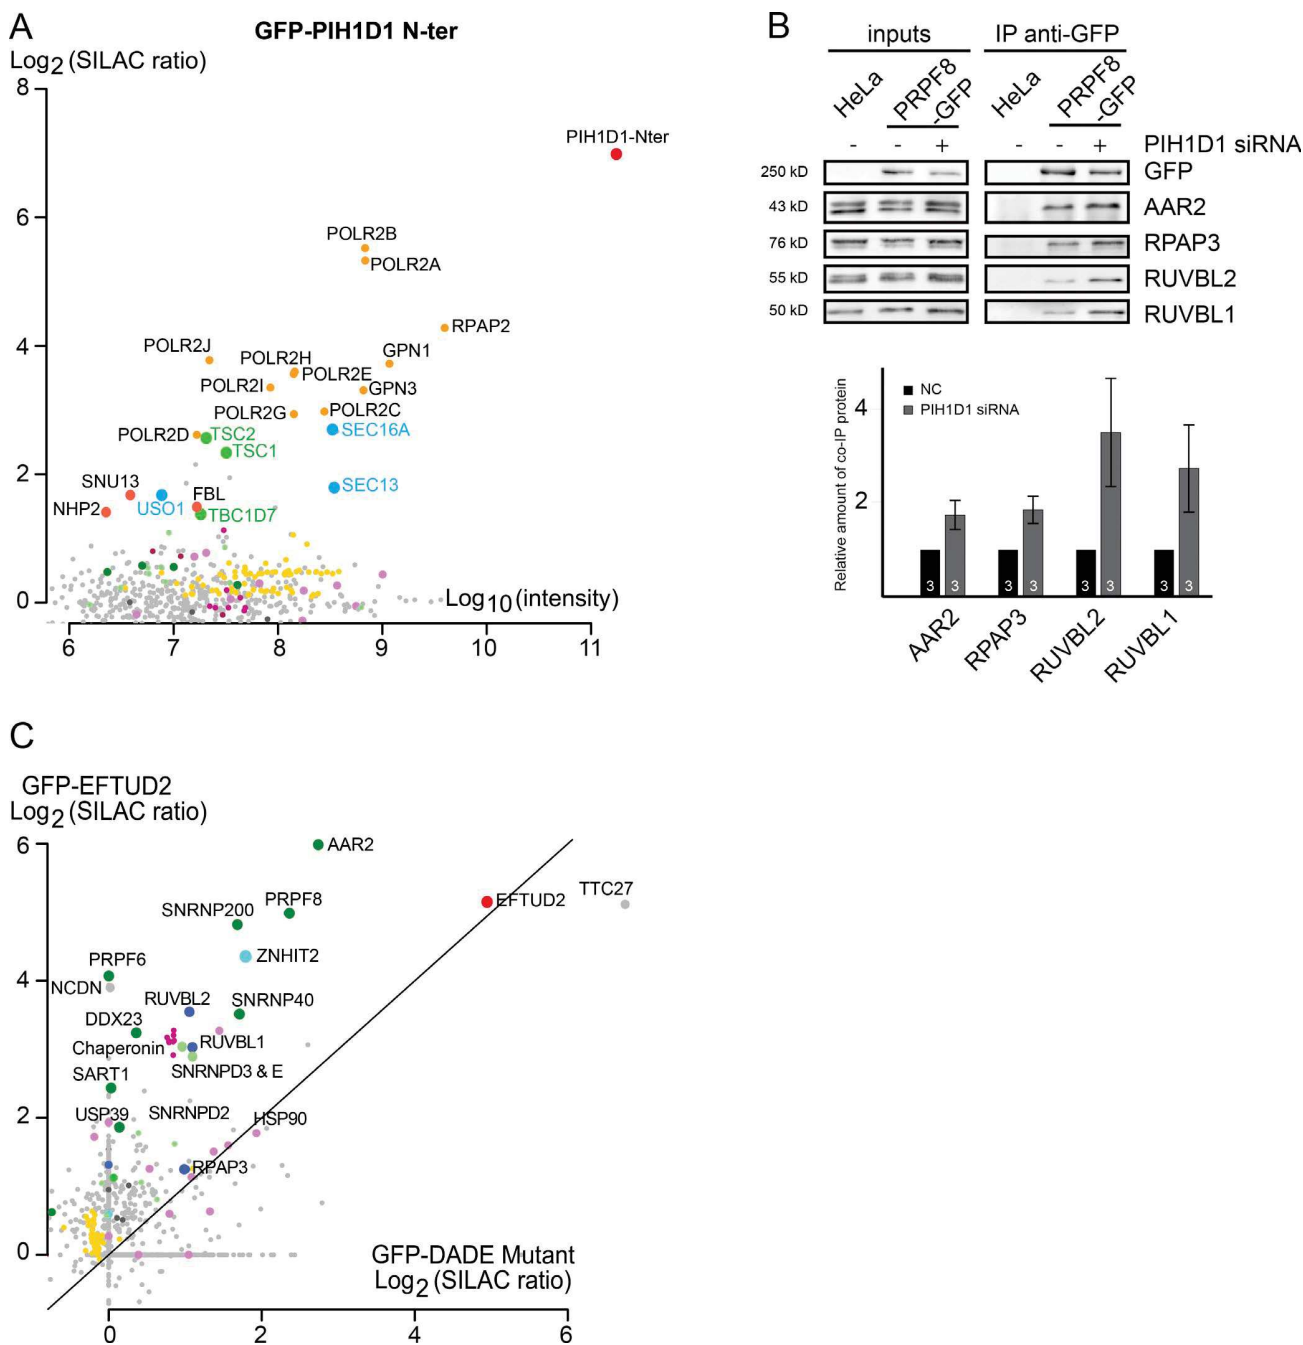 A
GFP-PIH1D1 N-ter
Log2 (SILAC ratio)
8
PIH1D1-Nter
6
POLR2B
POLR2A
RPAP2
4
POLR2J
GPN1
POLR2H
POLR2E
POLR2I
GPN3
POLR2G
POLR2C
POLR2D
TSC2
SEC16A
TSC1
2
SNU13
SEC13
NHP2
USO1
FBL
TBC1D7
0
Log10 (intensity)
6 7 8 9 10 11
B
inputs
IP anti-GFP
HeLa
PRPF8
-GFP
HeLa
PRPF8
-GFP
- - + - - + PIH1D1 siRNA
250 kD GFP
43 kD AAR2
76 kD RPAP3
55 kD RUVBL2
50 kD RUVBL1
Relative amount of co-IP protein
4
2
NC
PIH1D1 siRNA
3 3 3 3 3 3 3 3
AAR2
RPAP3
RUVBL2
RUVBL1
C
GFP-EFTUD2
Log2 (SILAC ratio)
6
AAR2
TTC27
PRPF8
EFTUD2
SNRNP200
ZNHIT2
PRPF6
4
NCDN
RUVBL2
SNRNP40
DDX23
RUVBL1
Chaperonin
SNRNPD3 & E
SART1
2
USP39
SNRNPD2
HSP90
RPAP3
0
GFP-DADE Mutant
Log2 (SILAC ratio)
0 2 4 6